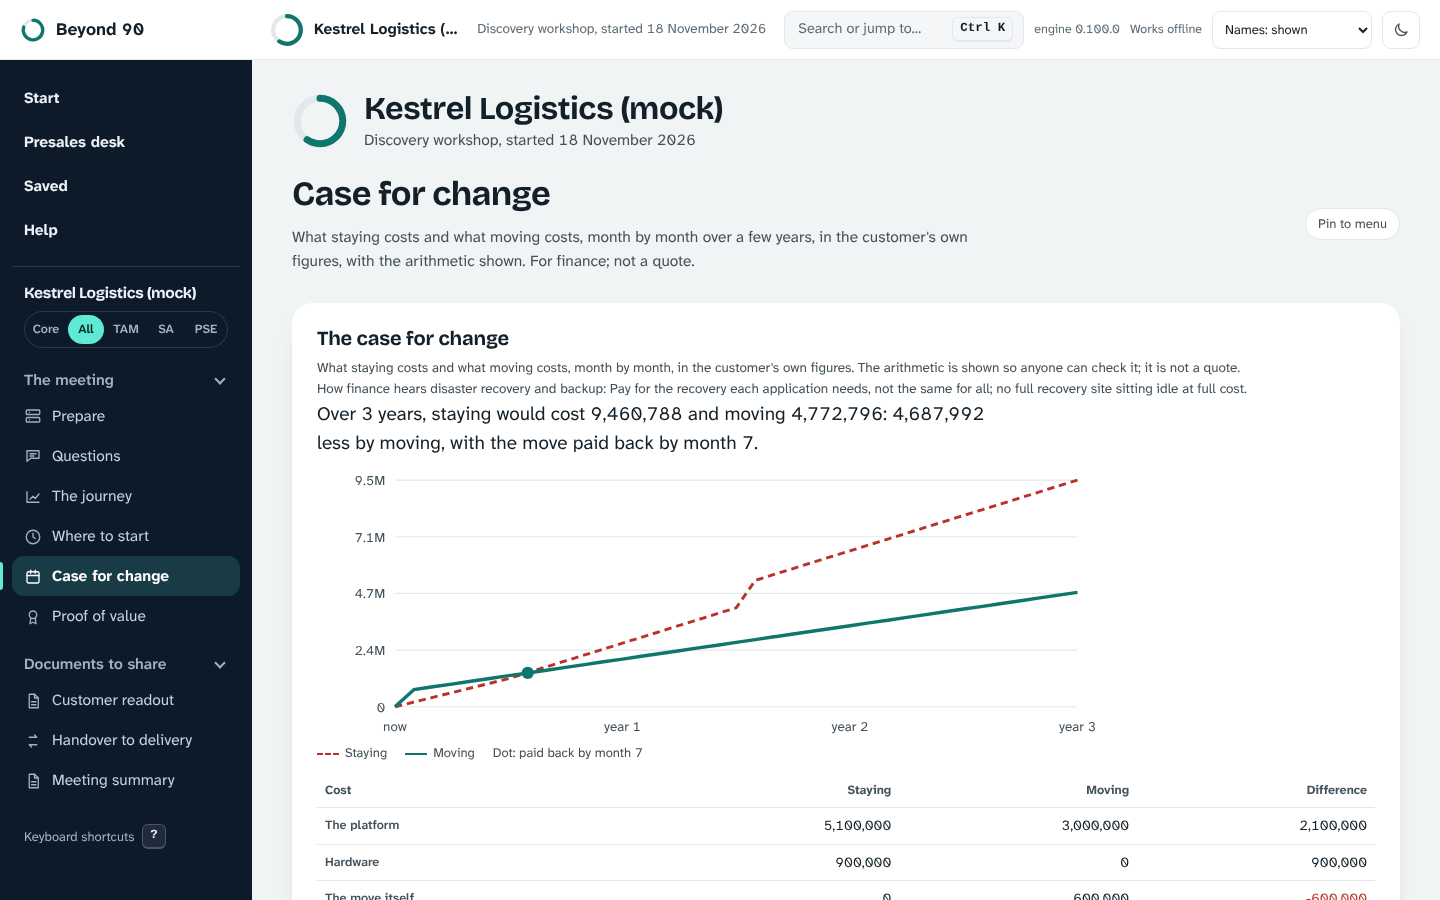 Beyond 90
Kestrel Logistics (...
Discovery workshop, started 18 November 2026
Search or jump to...
Ctrl K
engine 0.100.0
Works offline
Names: shown
Start
Presales desk
Saved
Help
Kestrel Logistics (mock)
Core
All
TAM
SA
PSE
The meeting
Prepare
Questions
The journey
Where to start
Case for change
Proof of value
Documents to share
Customer readout
Handover to delivery
Meeting summary
Keyboard shortcuts ?
Kestrel Logistics (mock)
Discovery workshop, started 18 November 2026
Case for change
What staying costs and what moving costs, month by month over a few years, in the customer's own
figures, with the arithmetic shown. For finance; not a quote.
Pin to menu
The case for change
What staying costs and what moving costs, month by month, in the customer's own figures. The arithmetic is shown so anyone can check it; it is not a quote.
How finance hears disaster recovery and backup: Pay for the recovery each application needs, not the same for all; no full recovery site sitting idle at full cost.
Over 3 years, staying would cost 9,460,788 and moving 4,772,796: 4,687,992
less by moving, with the move paid back by month 7.
9.5M
7.1M
4.7M
2.4M
0
now
year 1
year 2
year 3
Staying
Moving
Dot: paid back by month 7
Cost Staying Moving Difference
The platform 5,100,000 3,000,000 2,100,000
Hardware 900,000 0 900,000
The move itself 0 600,000 -600,000